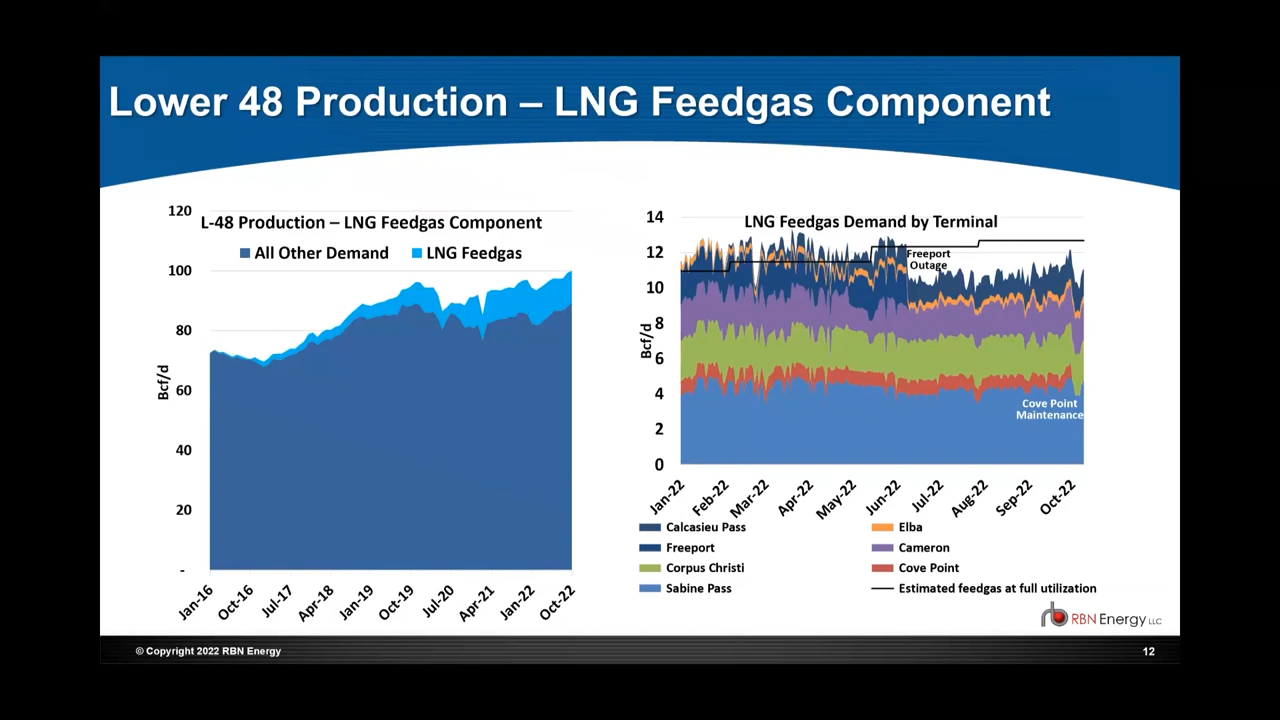 Lower 48 Production – LNG Feedgas Component
L-48 Production – LNG Feedgas Component
All Other Demand
LNG Feedgas
Bcf/d
120
100
80
60
40
20
-
Jan-16
Oct-16
Jul-17
Apr-18
Jan-19
Oct-19
Jul-20
Apr-21
Jan-22
Oct-22
LNG Feedgas Demand by Terminal
Bcf/d
14
12
10
8
6
4
2
0
Freeport
Outage
Cove Point
Maintenance
Jan-22
Feb-22
Mar-22
Apr-22
May-22
Jun-22
Jul-22
Aug-22
Sep-22
Oct-22
Calcasieu Pass
Elba
Freeport
Cameron
Corpus Christi
Cove Point
Sabine Pass
Estimated feedgas at full utilization
rb RBN Energy LLC
© Copyright 2022 RBN Energy
12